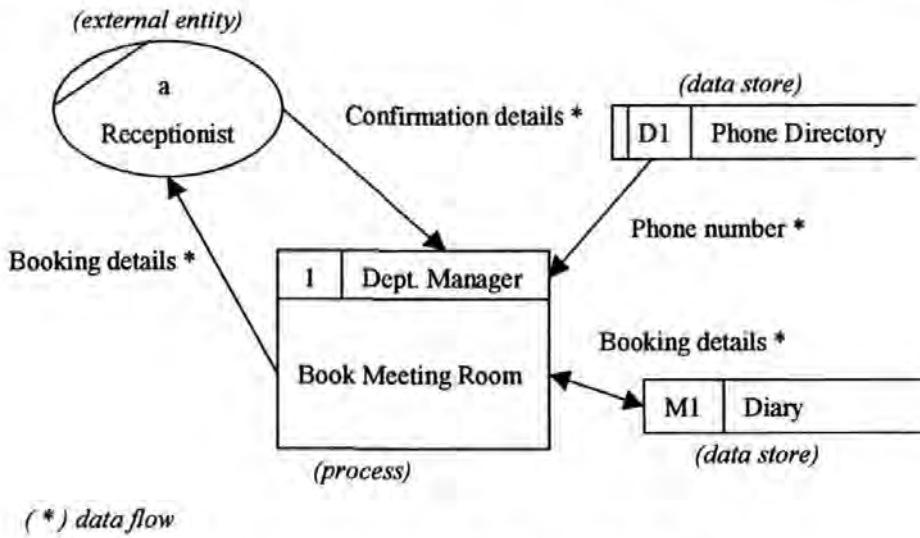 (external entity)
a
Receptionist
(data store)
Confirmation details *
D1 Phone Directory
Phone number *
Booking details *
1 Dept. Manager
Book Meeting Room
Booking details *
M1 Diary
(data store)
(process)
( * ) data flow